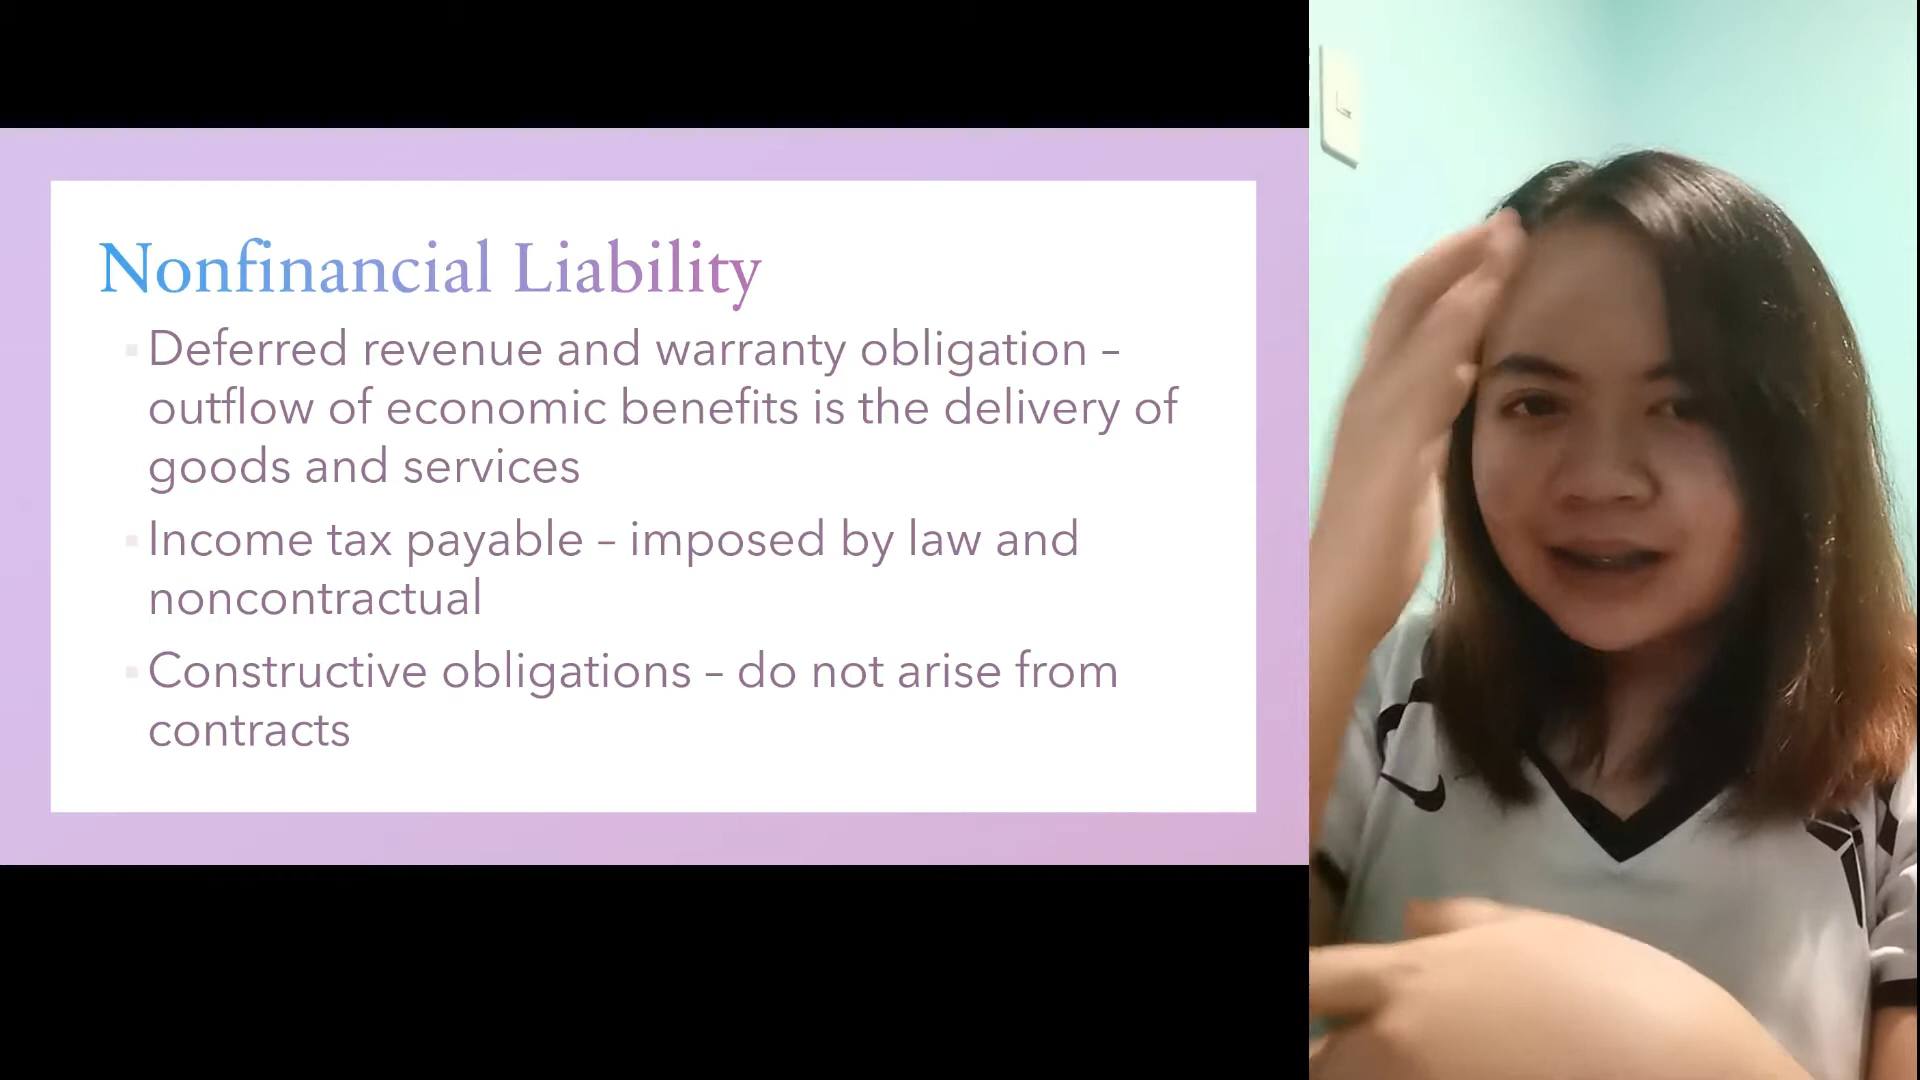 Nonfinancial Liability
▪Deferred revenue and warranty obligation –
outflow of economic benefits is the delivery of
goods and services
▪Income tax payable – imposed by law and
noncontractual
▪Constructive obligations – do not arise from
contracts